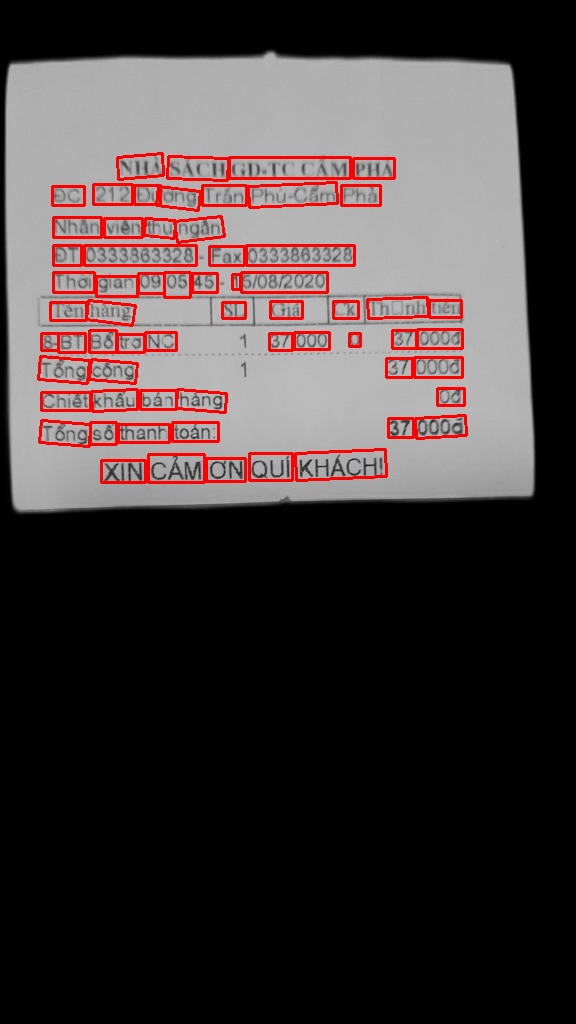 NHÀ SÁCH GD-TC CẨM PHẢ
ĐC: 212 Đường Trần Phú-Cẩm Phả
Nhân viên thu ngân
ĐT 0333863328 - Fax 0333863328
Thời gian 09 05 45 - 15/08/2020
Tên hàng SL Giá Ck Th□nh tiền
8-BT Bổ trợ NC 1 37 000 0 37 000đ
Tổng cộng 1 37 000đ
Chiết khấu bán hàng 0đ
Tổng số thanh toán: 37 000đ
XIN CẢM ƠN QUÍ KHÁCH!